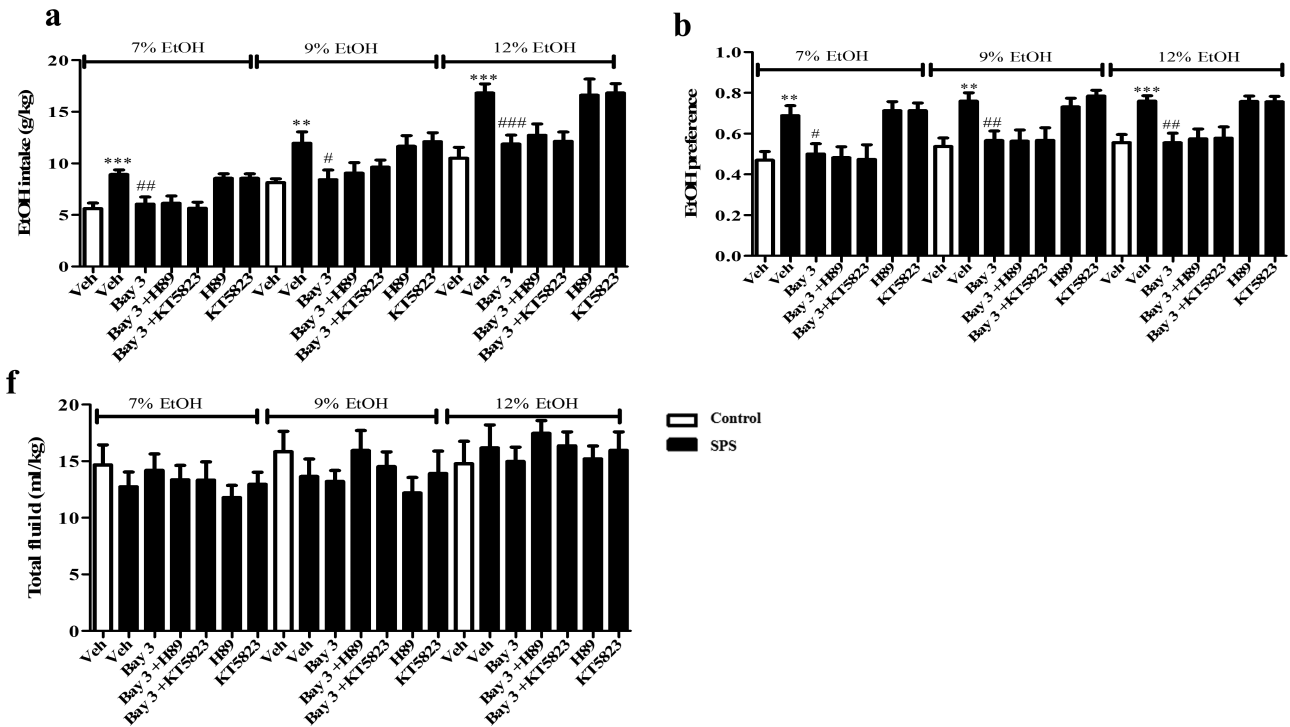 a
7% EtOH
9% EtOH
12% EtOH
EtOH intake (g/kg)
20
15
10
5
0
***
##
**
#
***
###
Veh
Veh
Bay 3
Bay 3 +H89
Bay 3 +KT5823
H89
KT5823
Veh
Veh
Bay 3
Bay 3 +H89
Bay 3 +KT5823
H89
KT5823
Veh
Veh
Bay 3
Bay 3 +H89
Bay 3 +KT5823
H89
KT5823
b
7% EtOH
9% EtOH
12% EtOH
EtOH preference
1.0
0.8
0.6
0.4
0.2
0.0
**
#
**
##
***
##
Veh
Veh
Bay 3
Bay 3 +H89
Bay 3+KT5823
H89
KT5823
Veh
Veh
Bay 3
Bay 3 +H89
Bay 3 +KT5823
H89
KT5823
Veh
Veh
Bay 3
Bay 3 +H89
Bay 3 +KT5823
H89
KT5823
f
7% EtOH
9% EtOH
12% EtOH
Total fluild (ml/kg)
20
15
10
5
0
Veh
Veh
Bay 3
Bay 3 +H89
Bay 3 +KT5823
H89
KT5823
Veh
Veh
Bay 3
Bay 3 +H89
Bay 3 +KT5823
H89
KT5823
Veh
Veh
Bay 3
Bay 3 +H89
Bay 3 +KT5823
H89
KT5823
Control
SPS